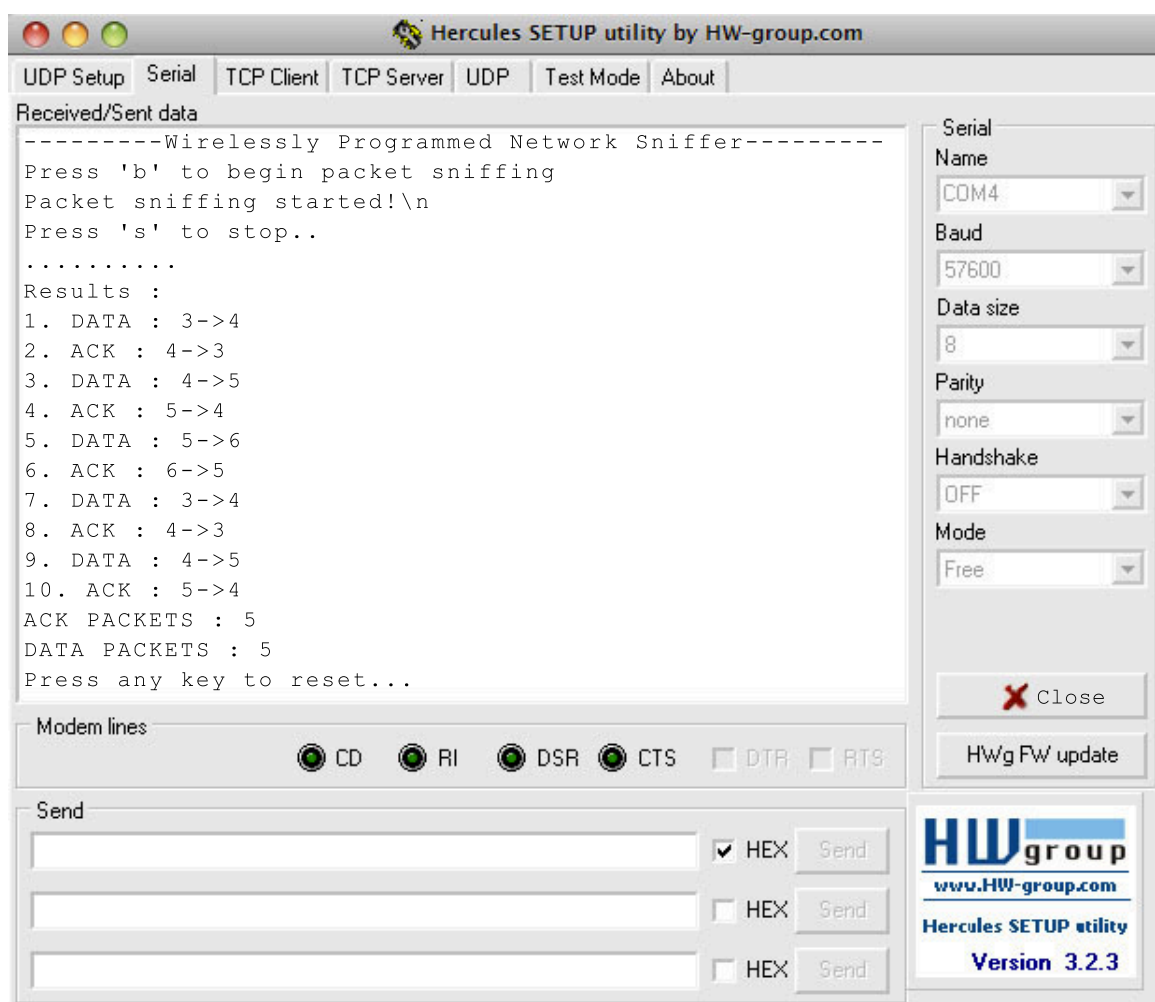 Hercules SETUP utility by HW-group.com
UDP Setup Serial TCP Client TCP Server UDP Test Mode About
Received/Sent data
---------Wirelessly Programmed Network Sniffer---------
Press 'b' to begin packet sniffing
Packet sniffing started!\n
Press 's' to stop..
..........
Results :
1. DATA : 3->4
2. ACK : 4->3
3. DATA : 4->5
4. ACK : 5->4
5. DATA : 5->6
6. ACK : 6->5
7. DATA : 3->4
8. ACK : 4->3
9. DATA : 4->5
10. ACK : 5->4
ACK PACKETS : 5
DATA PACKETS : 5
Press any key to reset...
Serial
Name
COM4
Baud
57600
Data size
8
Parity
none
Handshake
OFF
Mode
Free
Close
HWg FW update
Modem lines
CD RI DSR CTS DTR RTS
Send
HEX Send
HEX Send
HEX Send
HW group
www.HW-group.com
Hercules SETUP utility
Version 3.2.3